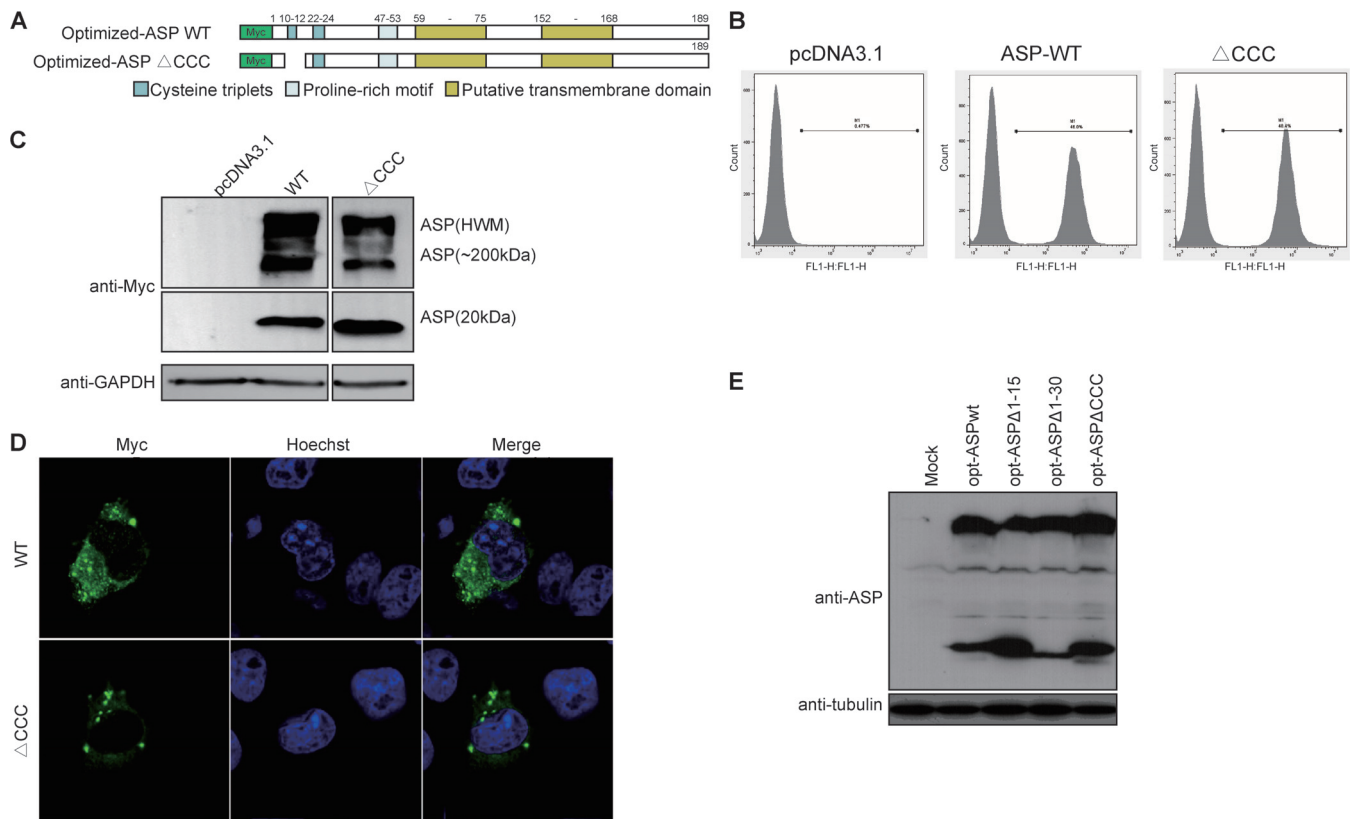 A
1 10-12 22-24 47-53 59 - 75 152 - 168 189
Optimized-ASP WT
Myc
189
Optimized-ASP △CCC
Myc
Cysteine triplets
Proline-rich motif
Putative transmembrane domain
B
pcDNA3.1
ASP-WT
△CCC
Count
Count
Count
FL1-H:FL1-H
FL1-H:FL1-H
FL1-H:FL1-H
C
pcDNA3.1
WT
△CCC
ASP(HWM)
ASP(~200kDa)
anti-Myc
ASP(20kDa)
anti-GAPDH
D
Myc
Hoechst
Merge
WT
△CCC
E
Mock
opt-ASPwt
opt-ASPΔ1-15
opt-ASPΔ1-30
opt-ASPΔCCC
anti-ASP
anti-tubulin